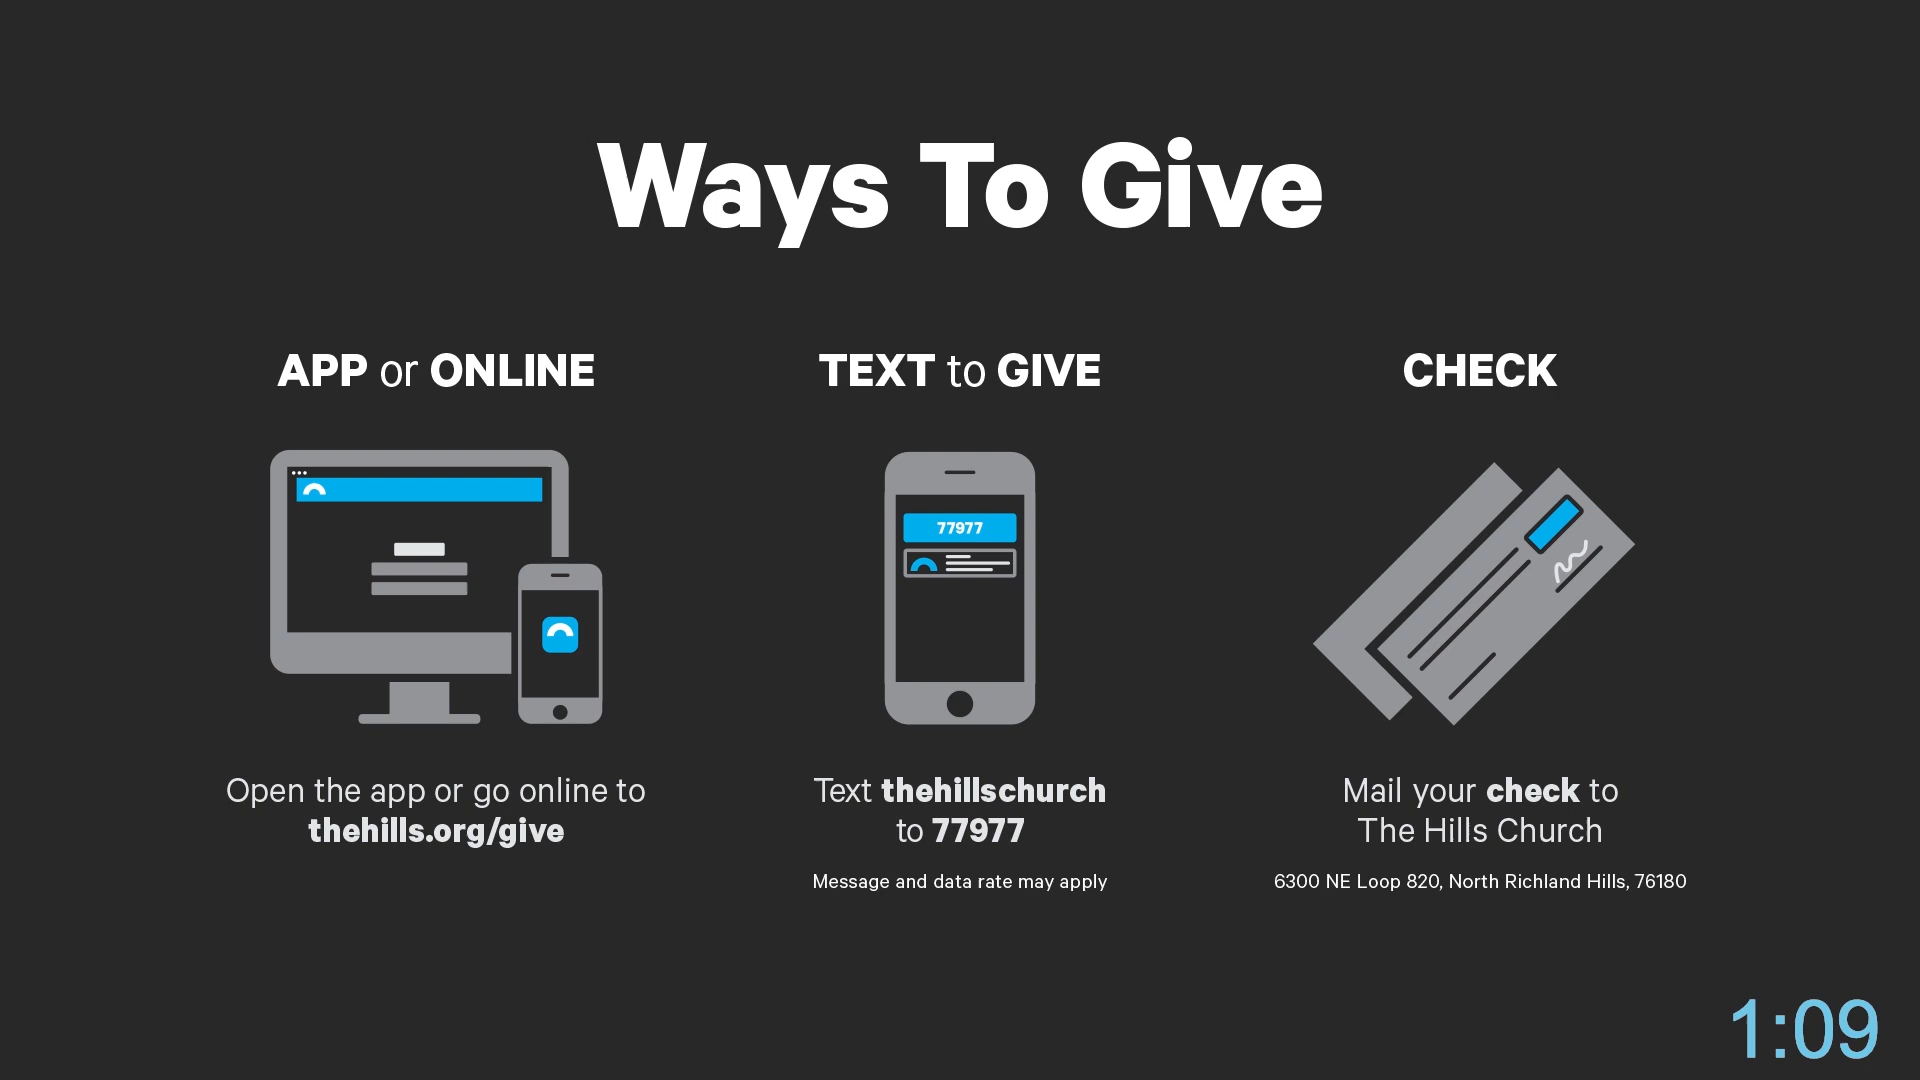 Ways To Give
APP or ONLINE
TEXT to GIVE
CHECK
77977
Open the app or go online to
thehills.org/give
Text thehillschurch
to 77977
Message and data rate may apply
Mail your check to
The Hills Church
6300 NE Loop 820, North Richland Hills, 76180
1:09